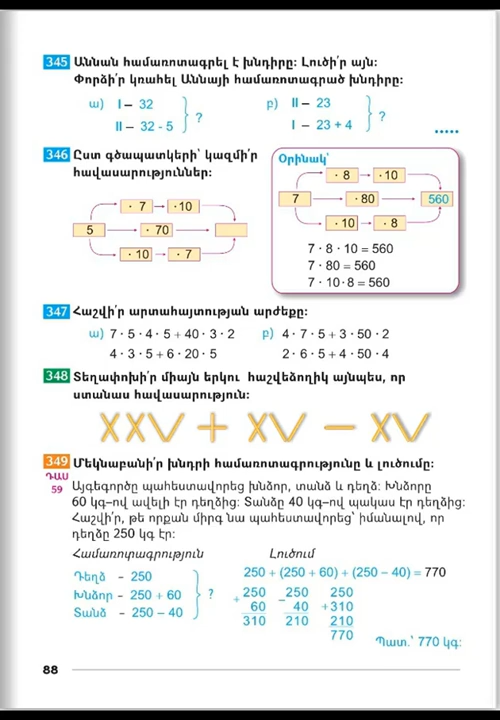 345 Աննան համառոտագրել է խնդիրը: Լուծի՛ր այն:
Փորձի՛ր կռահել Աննայի համառոտագրած խնդիրը:
ա) I – 32
II – 32 - 5
?
բ) II – 23
I – 23 + 4
?
.....
346 Ըստ գծապատկերի՝ կազմի՛ր
հավասարություններ:
· 7 · 10
5 · 70
· 10 · 7
Օրինակ՝
· 8 · 10
7 · 80 560
· 10 · 8
7 · 8 · 10 = 560
7 · 80 = 560
7 · 10 · 8 = 560
347 Հաշվի՛ր արտահայտության արժեքը:
ա) 7 · 5 · 4 · 5 + 40 · 3 · 2
4 · 3 · 5 + 6 · 20 · 5
բ) 4 · 7 · 5 + 3 · 50 · 2
2 · 6 · 5 + 4 · 50 · 4
348 Տեղափոխի՛ր միայն երկու հաշվեձողիկ այնպես, որ
ստանաս հավասարություն:
XXV + XV – XV
349 Մեկնաբանի՛ր խնդրի համառոտագրությունը և լուծումը:
ԴԱՍ
59
Այգեգործը պահեստավորեց խնձոր, տանձ և դեղձ: Խնձորը
60 կգ–ով ավելի էր դեղձից: Տանձը 40 կգ–ով պակաս էր դեղձից:
Հաշվի՛ր, թե որքան միրգ նա պահեստավորեց՝ իմանալով, որ
դեղձը 250 կգ էր:
Համառոտագրություն
Դեղձ – 250
Խնձոր – 250 + 60
Տանձ – 250 – 40
?
Լուծում
250 + (250 + 60) + (250 – 40) = 770
+ 250 – 250 250
60 40 +310
310 210 210
770
Պատ.՝ 770 կգ:
88